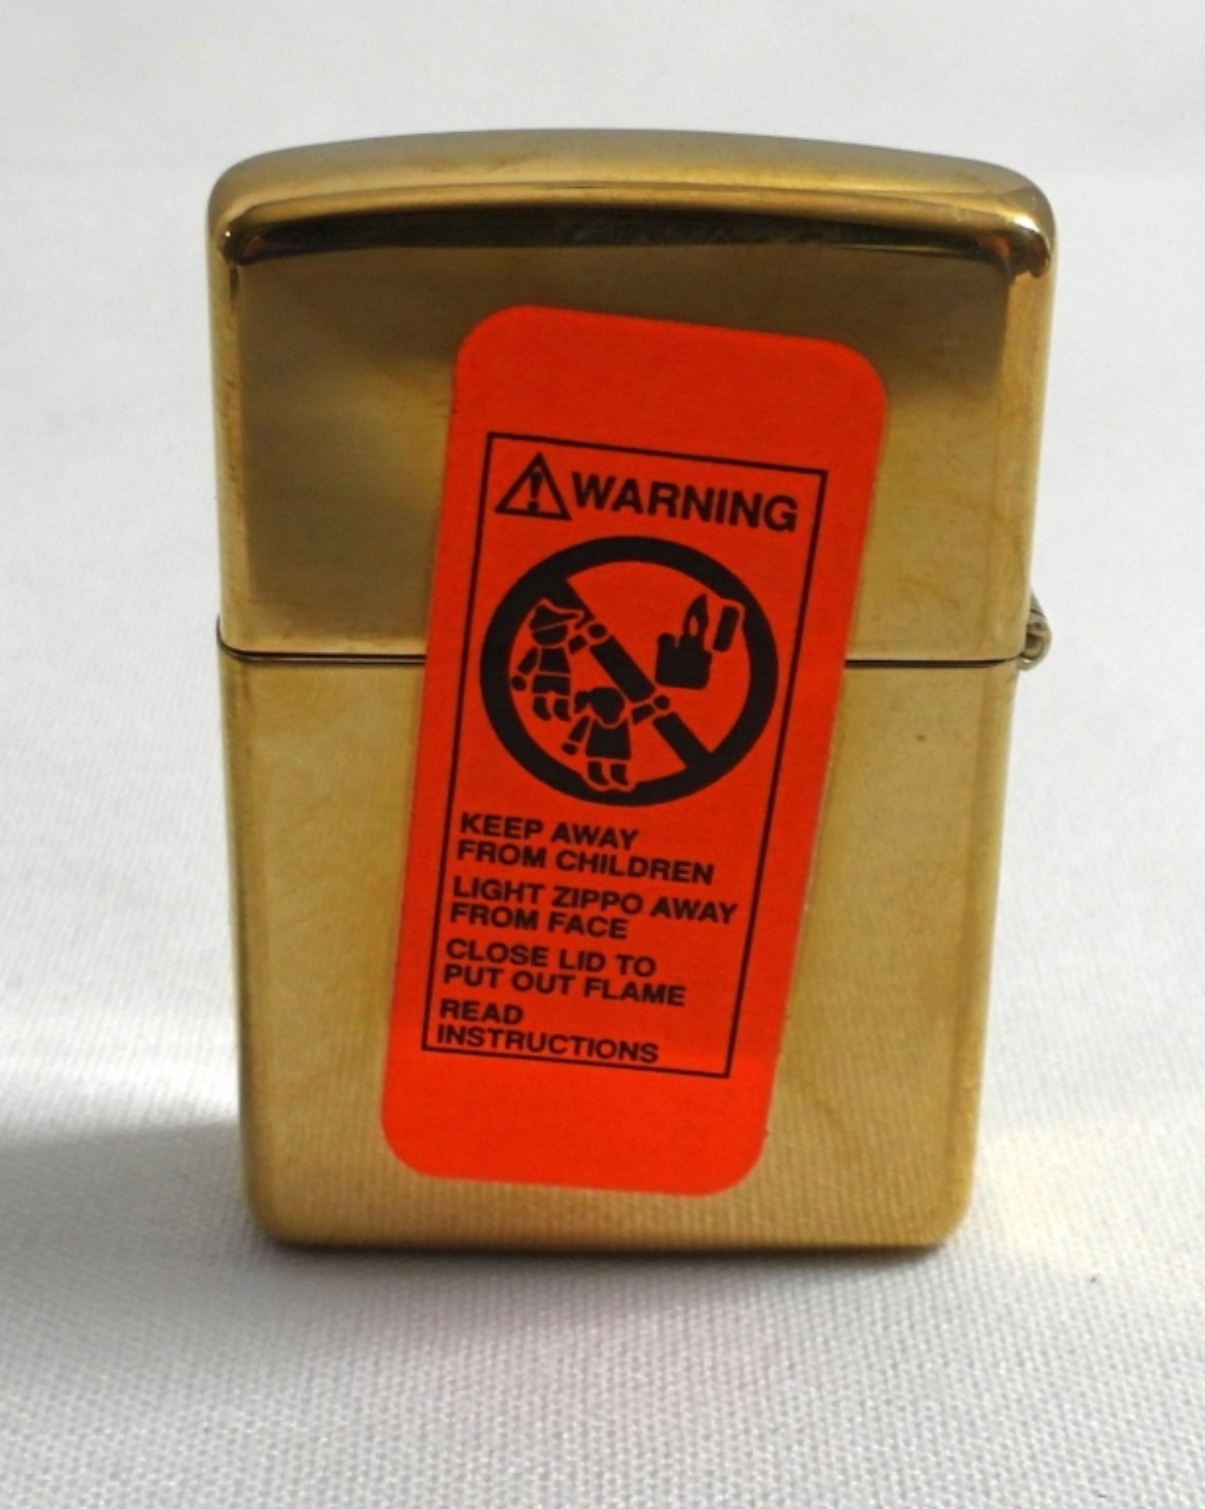 WARNING
KEEP AWAY
FROM CHILDREN
LIGHT ZIPPO AWAY
FROM FACE
CLOSE LID TO
PUT OUT FLAME
READ
INSTRUCTIONS